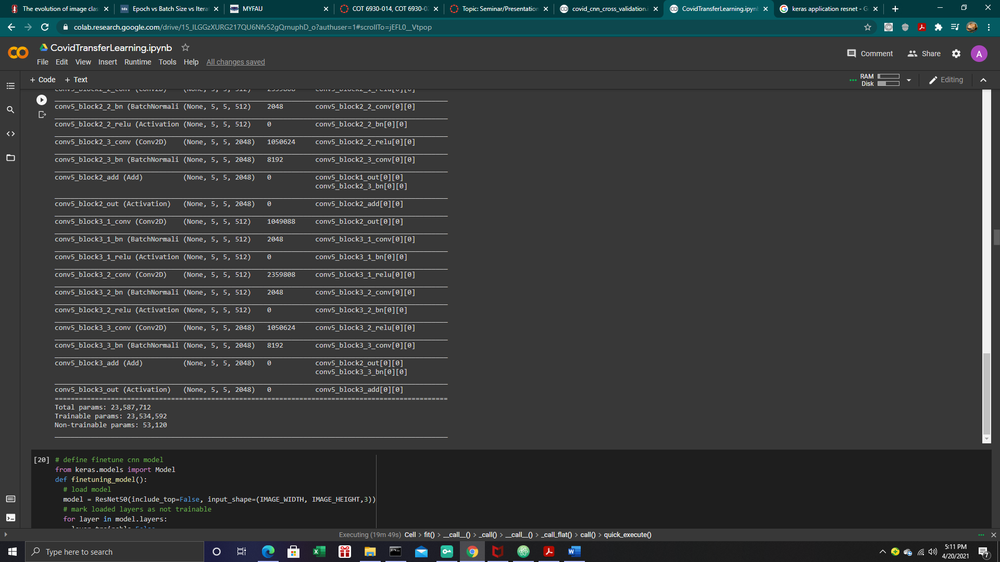 The evolution of image clas
Epoch vs Batch Size vs Itera
MYFAU
COT 6930-014, COT 6930-0
Topic: Seminar/Presentation
covid_cnn_cross_validation.i
CovidTransferLearning.ipynb
keras application resnet - G
colab.research.google.com/drive/15_ILGGzXURG217QU6Nfv52gQrnuphD_o?authuser=1#scrollTo=jEFL0__Vtpop
CovidTransferLearning.ipynb
Comment
Share
A
File Edit View Insert Runtime Tools Help All changes saved
+ Code + Text
RAM
Disk
Editing
conv5_block2_2_conv (Conv2D) (None, 5, 5, 512) 2359808 conv5_block2_1_relu[0][0]
conv5_block2_2_bn (BatchNormali (None, 5, 5, 512) 2048 conv5_block2_2_conv[0][0]
conv5_block2_2_relu (Activation (None, 5, 5, 512) 0 conv5_block2_2_bn[0][0]
conv5_block2_3_conv (Conv2D) (None, 5, 5, 2048) 1050624 conv5_block2_2_relu[0][0]
conv5_block2_3_bn (BatchNormali (None, 5, 5, 2048) 8192 conv5_block2_3_conv[0][0]
conv5_block2_add (Add) (None, 5, 5, 2048) 0 conv5_block1_out[0][0]
conv5_block2_3_bn[0][0]
conv5_block2_out (Activation) (None, 5, 5, 2048) 0 conv5_block2_add[0][0]
conv5_block3_1_conv (Conv2D) (None, 5, 5, 512) 1049088 conv5_block2_out[0][0]
conv5_block3_1_bn (BatchNormali (None, 5, 5, 512) 2048 conv5_block3_1_conv[0][0]
conv5_block3_1_relu (Activation (None, 5, 5, 512) 0 conv5_block3_1_bn[0][0]
conv5_block3_2_conv (Conv2D) (None, 5, 5, 512) 2359808 conv5_block3_1_relu[0][0]
conv5_block3_2_bn (BatchNormali (None, 5, 5, 512) 2048 conv5_block3_2_conv[0][0]
conv5_block3_2_relu (Activation (None, 5, 5, 512) 0 conv5_block3_2_bn[0][0]
conv5_block3_3_conv (Conv2D) (None, 5, 5, 2048) 1050624 conv5_block3_2_relu[0][0]
conv5_block3_3_bn (BatchNormali (None, 5, 5, 2048) 8192 conv5_block3_3_conv[0][0]
conv5_block3_add (Add) (None, 5, 5, 2048) 0 conv5_block2_out[0][0]
conv5_block3_3_bn[0][0]
conv5_block3_out (Activation) (None, 5, 5, 2048) 0 conv5_block3_add[0][0]
Total params: 23,587,712
Trainable params: 23,534,592
Non-trainable params: 53,120
[20] # define finetune cnn model
from keras.models import Model
def finetuning_model():
# load model
model = ResNet50(include_top=False, input_shape=(IMAGE_WIDTH, IMAGE_HEIGHT,3))
# mark loaded layers as not trainable
for layer in model.layers:
layer.trainable=False
Executing (19m 49s) Cell > fit() > __call__() > _call() > __call__() > _call_flat() > call() > quick_execute()
Type here to search
5:11 PM
4/20/2021
7